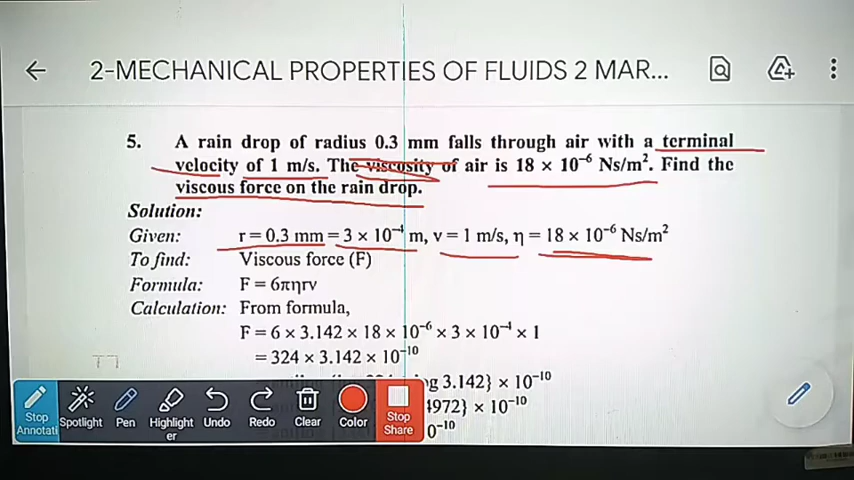 2-MECHANICAL PROPERTIES OF FLUIDS 2 MAR...
5. A rain drop of radius 0.3 mm falls through air with a terminal
velocity of 1 m/s. The viscosity of air is 18 × 10⁻⁶ Ns/m². Find the
viscous force on the rain drop.
Solution:
Given: r = 0.3 mm = 3 × 10⁻⁴ m, v = 1 m/s, η = 18 × 10⁻⁶ Ns/m²
To find: Viscous force (F)
Formula: F = 6πηrv
Calculation: From formula,
F = 6 × 3.142 × 18 × 10⁻⁶ × 3 × 10⁻⁴ × 1
= 324 × 3.142 × 10⁻¹⁰
3.142} × 10⁻¹⁰
4972} × 10⁻¹⁰
Stop Annotati Spotlight Pen Highlight er Undo Redo Clear Color Stop Share